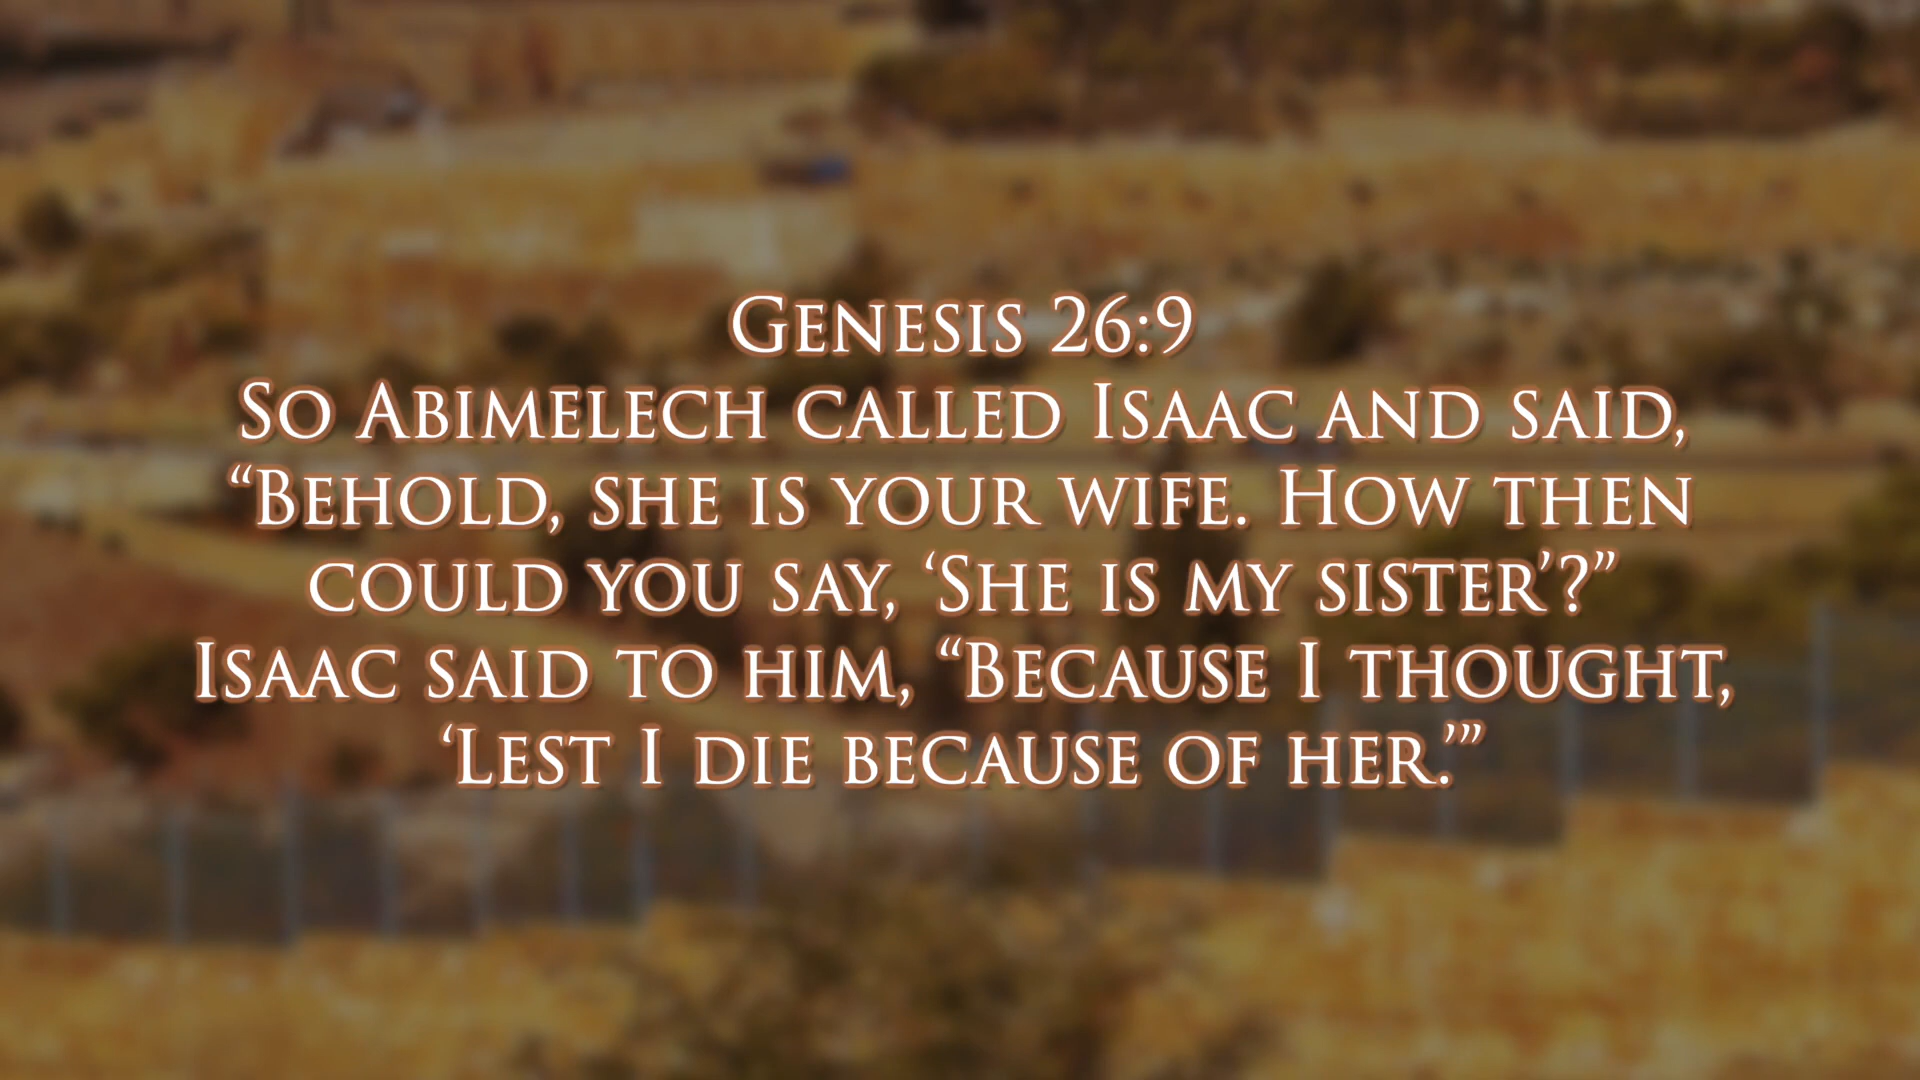 Genesis 26:9
So Abimelech called Isaac and said,
“Behold, she is your wife. How then
could you say, ‘She is my sister’?”
Isaac said to him, “Because I thought,
‘Lest I die because of her.’”